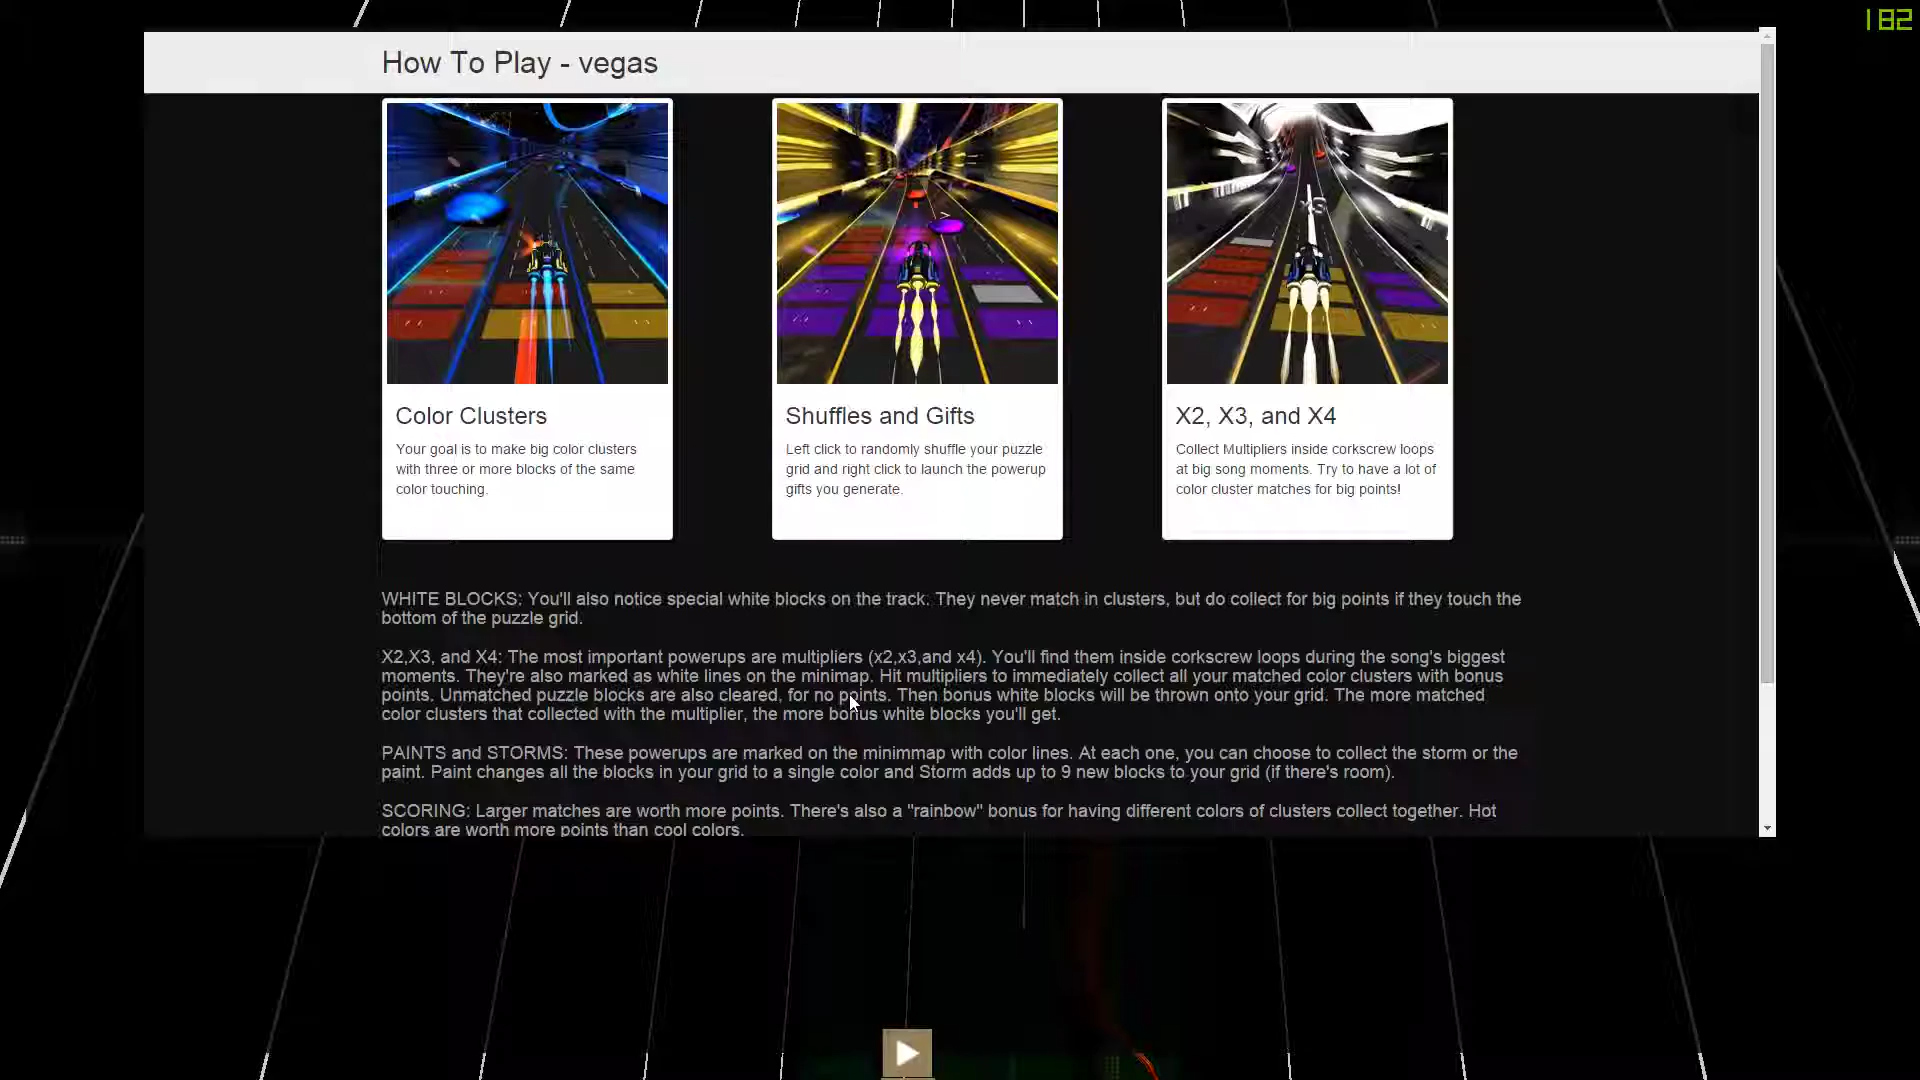 182
How To Play - vegas
Color Clusters
Your goal is to make big color clusters
with three or more blocks of the same
color touching.
Shuffles and Gifts
Left click to randomly shuffle your puzzle
grid and right click to launch the powerup
gifts you generate.
X2, X3, and X4
Collect Multipliers inside corkscrew loops
at big song moments. Try to have a lot of
color cluster matches for big points!
WHITE BLOCKS: You'll also notice special white blocks on the track. They never match in clusters, but do collect for big points if they touch the
bottom of the puzzle grid.
X2,X3, and X4: The most important powerups are multipliers (x2,x3,and x4). You'll find them inside corkscrew loops during the song's biggest
moments. They're also marked as white lines on the minimap. Hit multipliers to immediately collect all your matched color clusters with bonus
points. Unmatched puzzle blocks are also cleared, for no points. Then bonus white blocks will be thrown onto your grid. The more matched
color clusters that collected with the multiplier, the more bonus white blocks you'll get.
PAINTS and STORMS: These powerups are marked on the minmmap with color lines. At each one, you can choose to collect the storm or the
paint. Paint changes all the blocks in your grid to a single color and Storm adds up to 9 new blocks to your grid (if there's room).
SCORING: Larger matches are worth more points. There's also a "rainbow" bonus for having different colors of clusters collect together. Hot
colors are worth more points than cool colors.